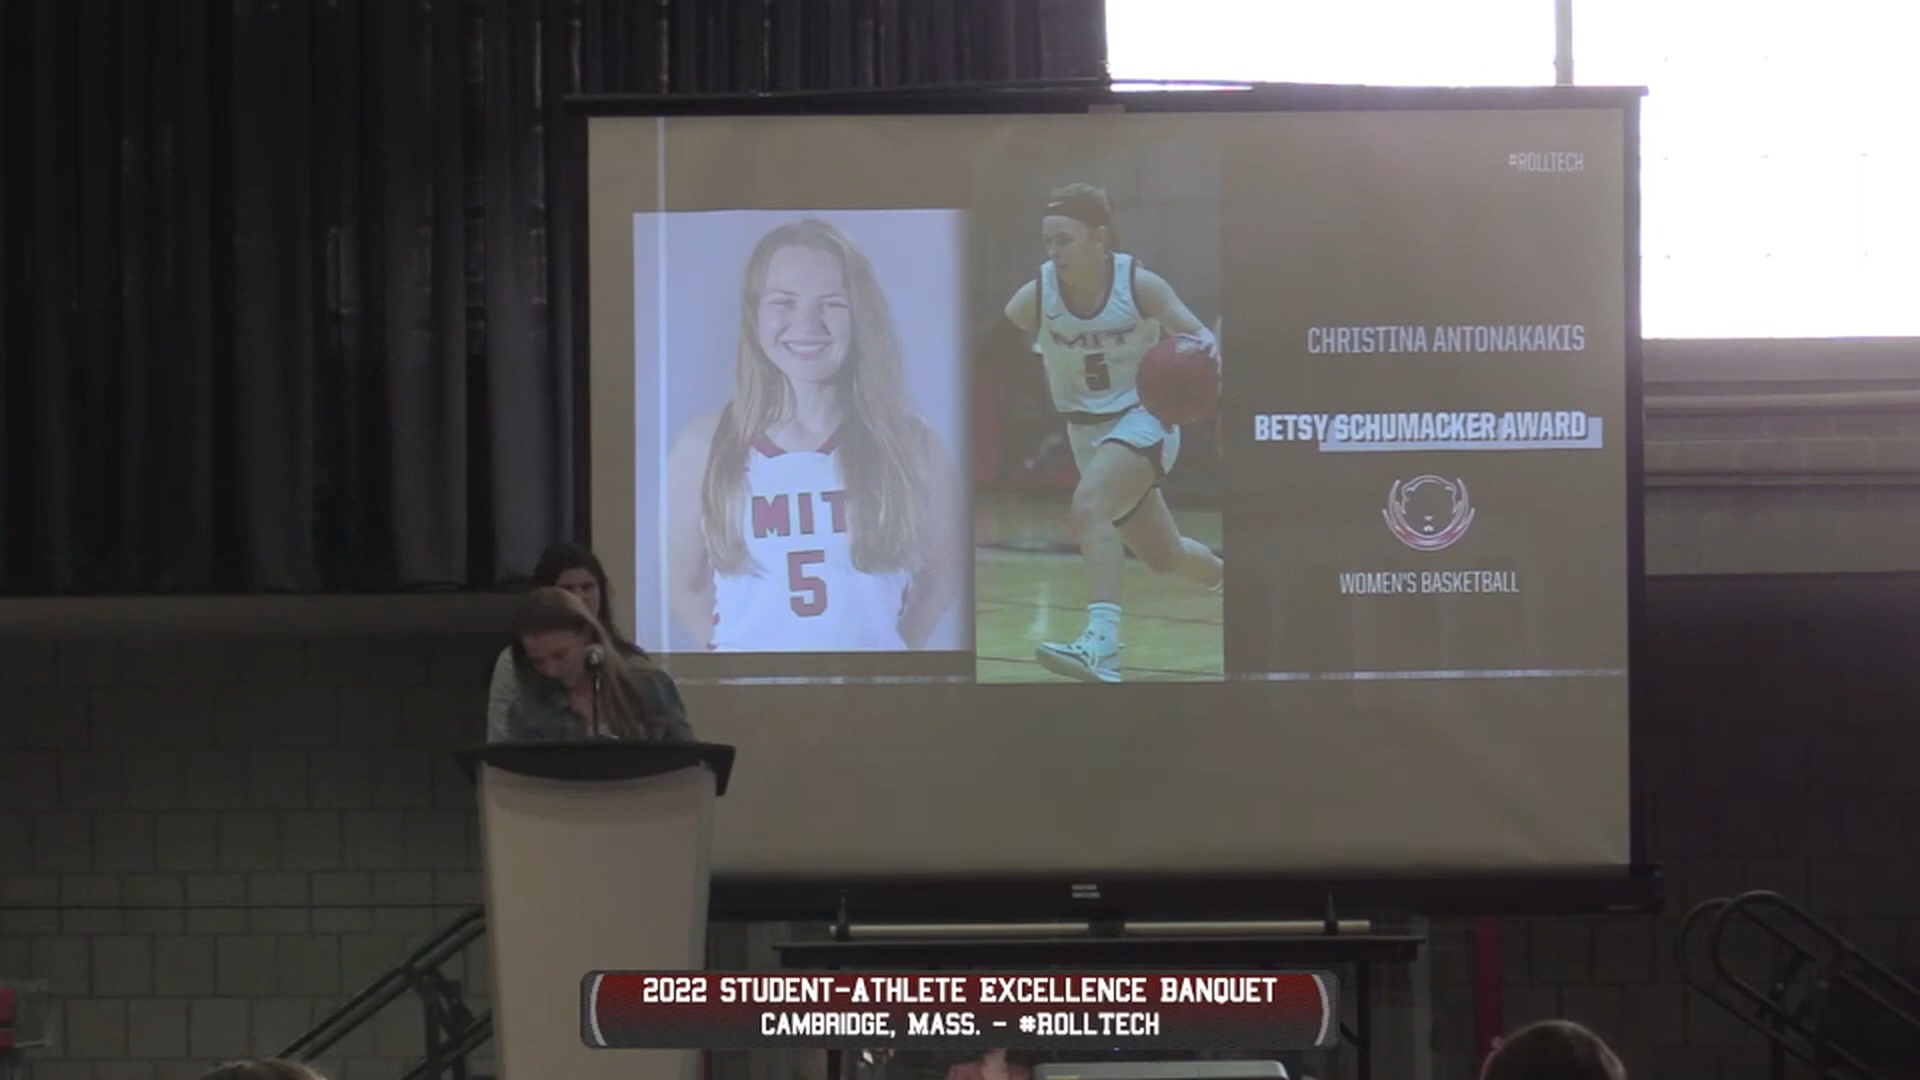 #ROLLTECH
CHRISTINA ANTONAKAKIS
BETSY SCHUMACKER AWARD
WOMEN'S BASKETBALL
MIT
5
MIT
5
2022 STUDENT-ATHLETE EXCELLENCE BANQUET
CAMBRIDGE, MASS. - #ROLLTECH